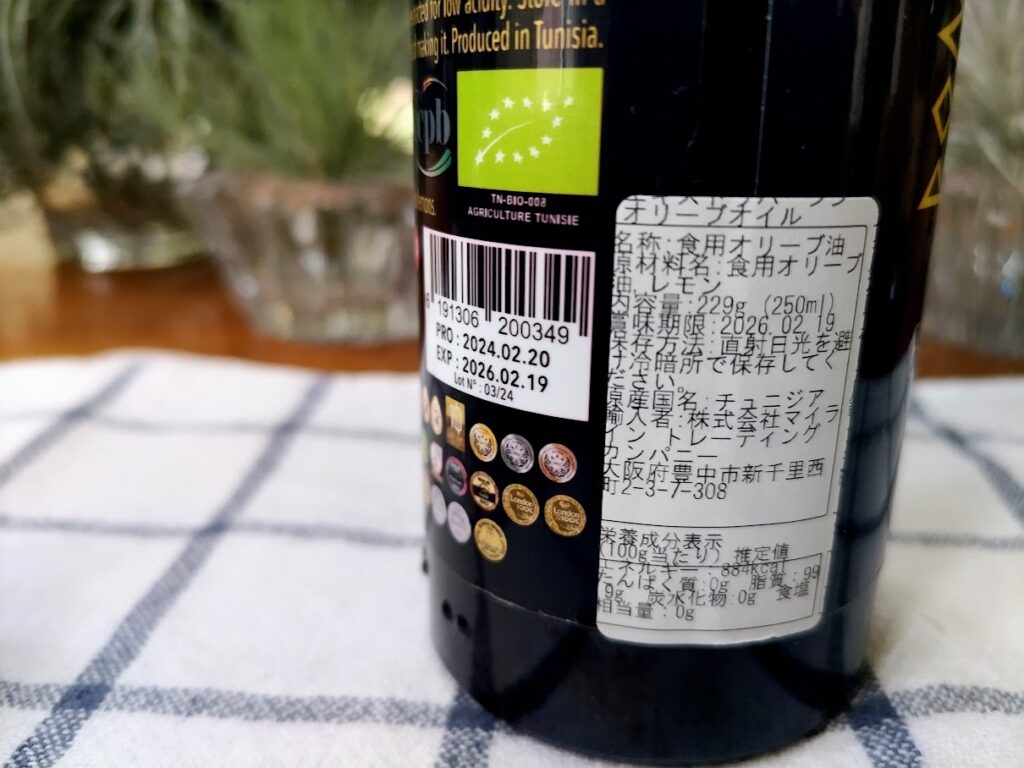 for low acidity. Store in a
making it. Produced in Tunisia.
cpb
TN-BIO-008
AGRICULTURE TUNISIE
6 191306 200349
PRO : 2024.02.20
EXP : 2026.02.19
Lot N° : 03/24
London
IOOC
London
IOOC
オリーブオイル
名称:食用オリーブ油
原材料名:食用オリーブ
油、レモン
内容量:229g (250ml)
賞味期限:2026.02.19
保存方法:直射日光を避
け冷暗所で保存してく
ださい。
原産国名:チュニジア
輸入者:株式会社マイラ
イン トレーディング
カンパニー
大阪府豊中市新千里西
町2-3-7-308
栄養成分表示
(100g当たり) 推定値
エネルギー:884kcal
たんぱく質:0g 脂質:99
.9g 炭水化物:0g 食塩
相当量:0g